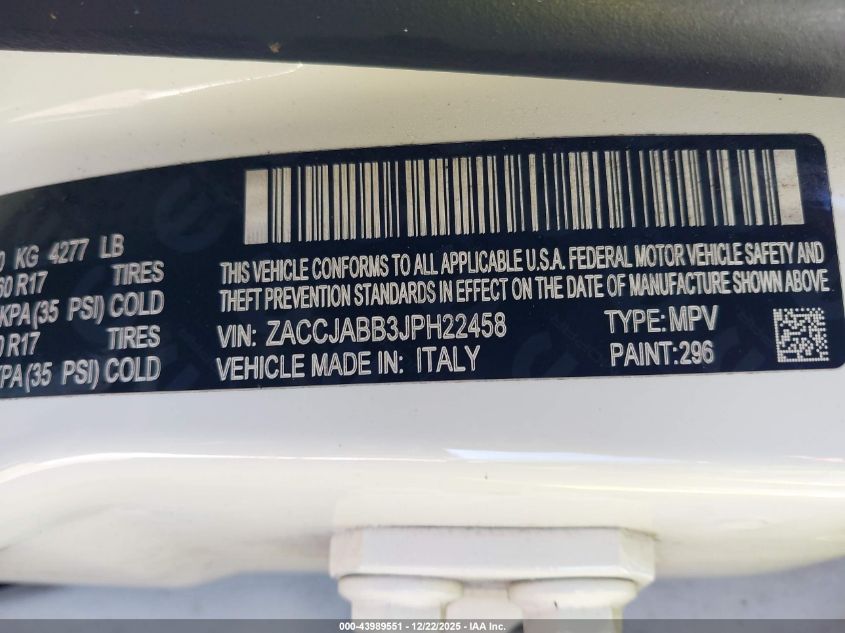 KG 4277 LB
60 R17 TIRES
KPA(35 PSI) COLD
R17 TIRES
KPA(35 PSI) COLD
THIS VEHICLE CONFORMS TO ALL APPLICABLE U.S.A. FEDERAL MOTOR VEHICLE SAFETY AND
THEFT PREVENTION STANDARDS IN EFFECT ON THE DATE OF MANUFACTURE SHOWN ABOVE.
VIN: ZACCJABB3JPH22458 TYPE: MPV
VEHICLE MADE IN: ITALY PAINT: 296
000-43989551 - 12/22/2025 - IAA Inc.